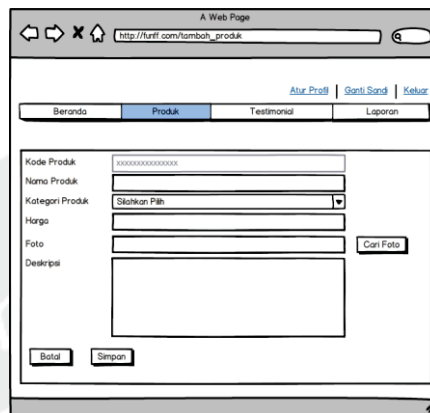 A Web Page
http://funff.com/tambah_produk
Atur Profil | Ganti Sandi | Keluar
Beranda Produk Testimonial Laporan
Kode Produk xxxxxxxxxxxxxxx
Nama Produk
Kategori Produk Silahkan Pilih
Harga
Foto Cari Foto
Deskripsi
Batal Simpan